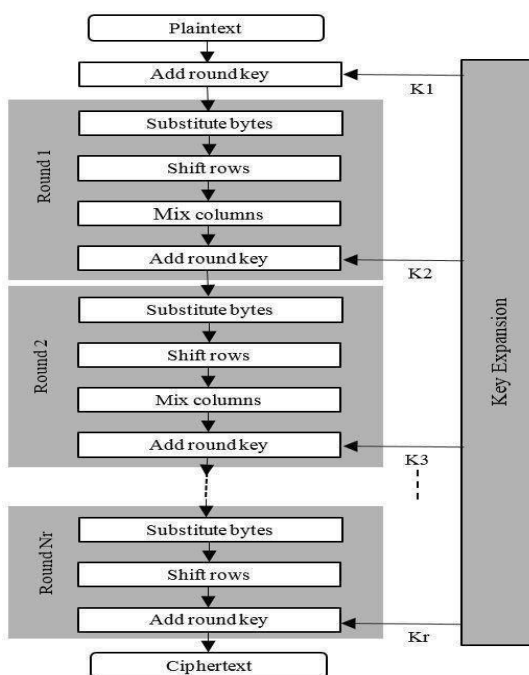 Plaintext
Add round key
K1
Round 1
Substitute bytes
Shift rows
Mix columns
Add round key
K2
Round 2
Substitute bytes
Shift rows
Mix columns
Add round key
K3
Key Expansion
Round Nr
Substitute bytes
Shift rows
Add round key
Kr
Ciphertext